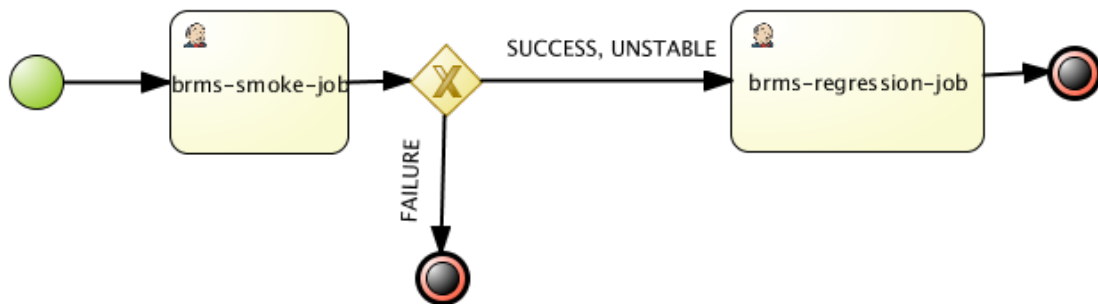 brms-smoke-job
SUCCESS, UNSTABLE
brms-regression-job
FAILURE